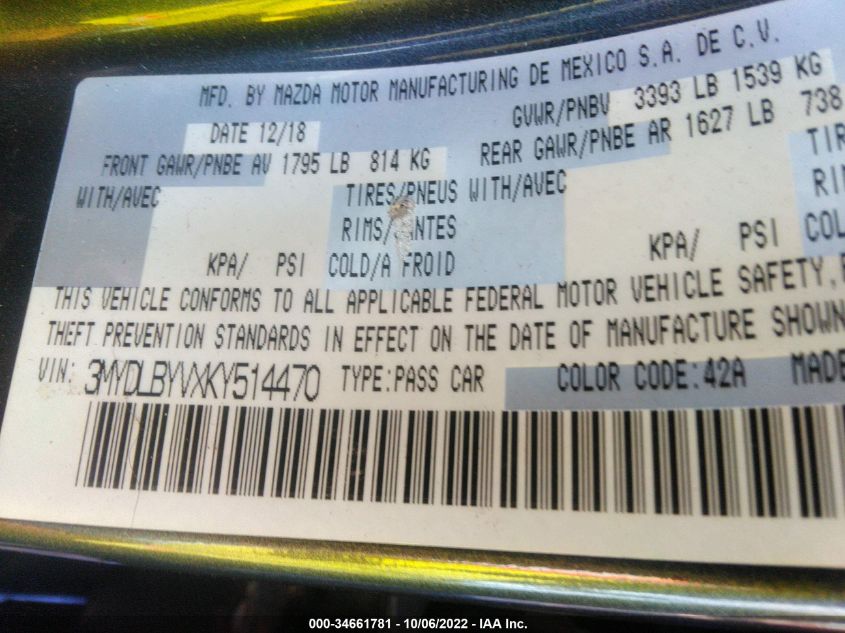 MFD. BY MAZDA MOTOR MANUFACTURING DE MEXICO S.A. DE C.V.
DATE 12/18 GVWR/PNBV 3393 LB 1539 KG
FRONT GAWR/PNBE AV 1795 LB 814 KG REAR GAWR/PNBE AR 1627 LB 738
WITH/AVEC TIRES/PNEUS WITH/AVEC TIR
RIMS/JANTES RI
KPA/ PSI COLD/A FROID KPA/ PSI COL
THIS VEHICLE CONFORMS TO ALL APPLICABLE FEDERAL MOTOR VEHICLE SAFETY,
THEFT PREVENTION STANDARDS IN EFFECT ON THE DATE OF MANUFACTURE SHOWN
VIN: 3MYDLBYVXKY514470 TYPE:PASS CAR COLOR CODE:42A MADE
000-34661781 - 10/06/2022 - IAA Inc.